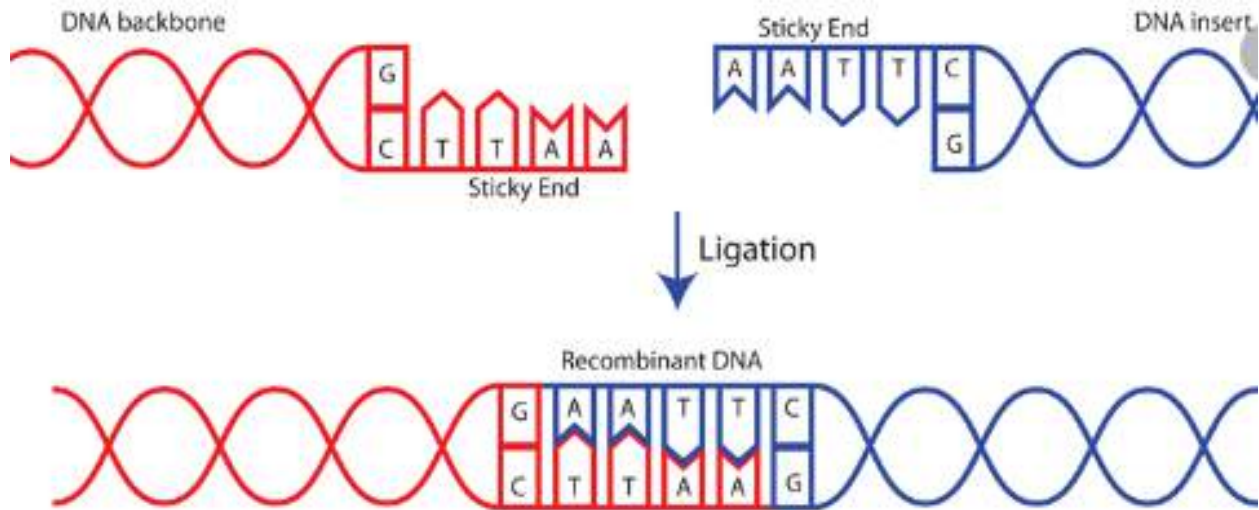 DNA backbone
Sticky End
DNA insert
G
A A T T C
C T T A A
G
Sticky End
Ligation
Recombinant DNA
G A A T T C
C T T A A G